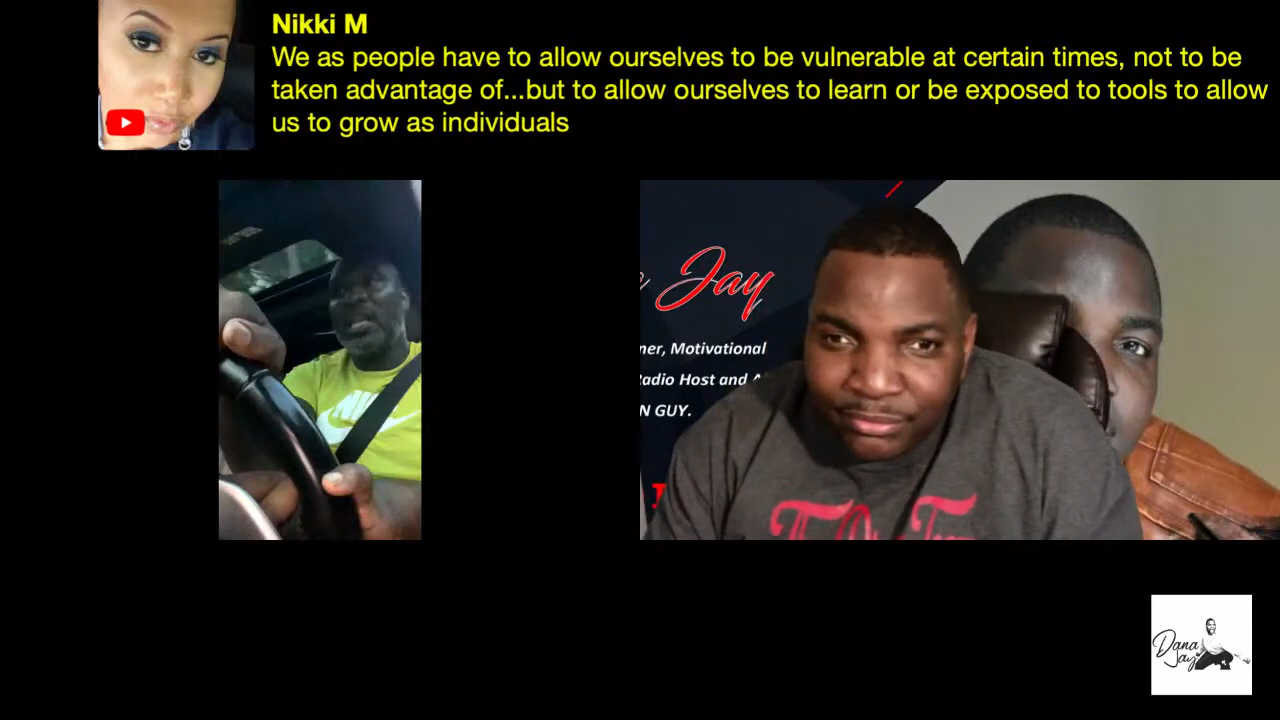 Nikki M
We as people have to allow ourselves to be vulnerable at certain times, not to be
taken advantage of...but to allow ourselves to learn or be exposed to tools to allow
us to grow as individuals
Jay
ner, Motivational
Radio Host and A
N GUY.
NIKE
Dana
Jay